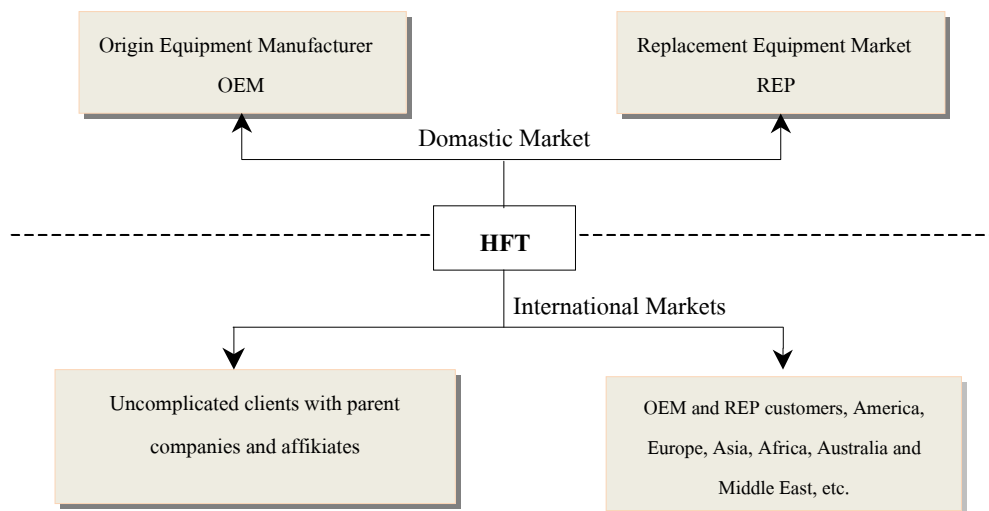 Origin Equipment Manufacturer
OEM
Replacement Equipment Market
REP
Domastic Market
HFT
International Markets
Uncomplicated clients with parent
companies and affikiates
OEM and REP customers, America,
Europe, Asia, Africa, Australia and
Middle East, etc.